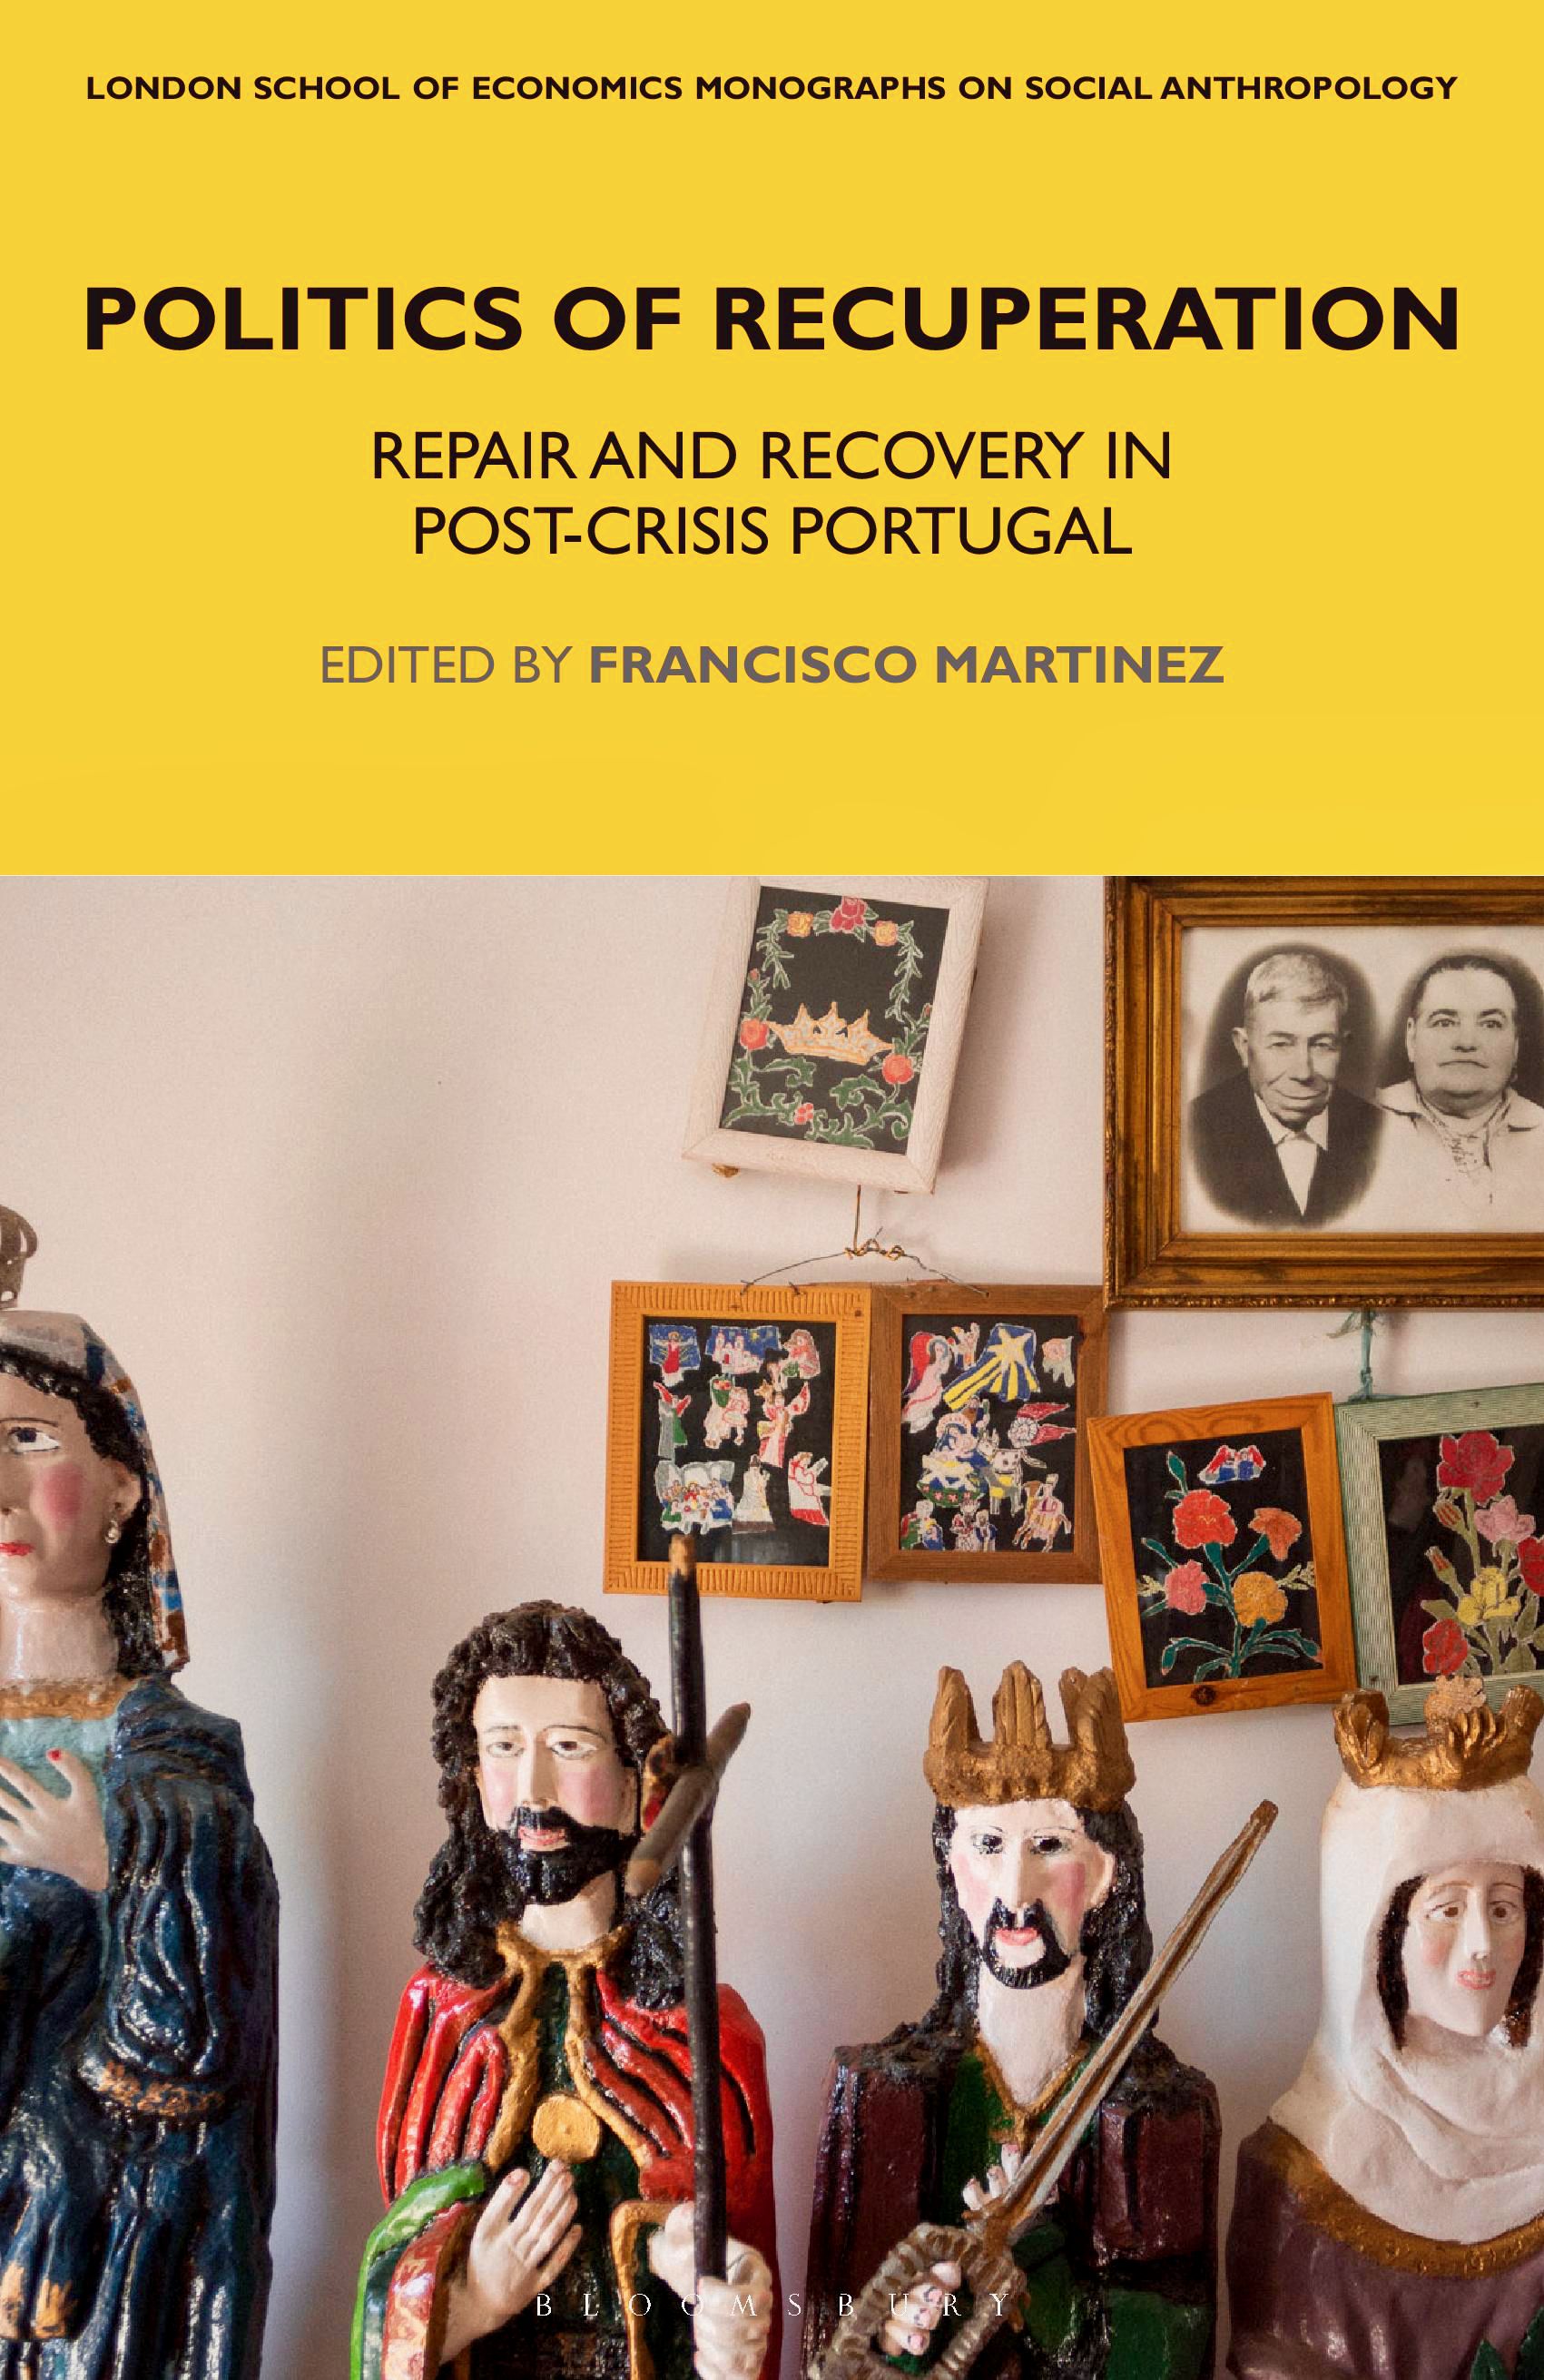 LONDON SCHOOL OF ECONOMICS MONOGRAPHS ON SOCIAL ANTHROPOLOGY
POLITICS OF RECUPERATION
REPAIR AND RECOVERY IN
POST-CRISIS PORTUGAL
EDITED BY FRANCISCO MARTINEZ
BLOOMSBURY